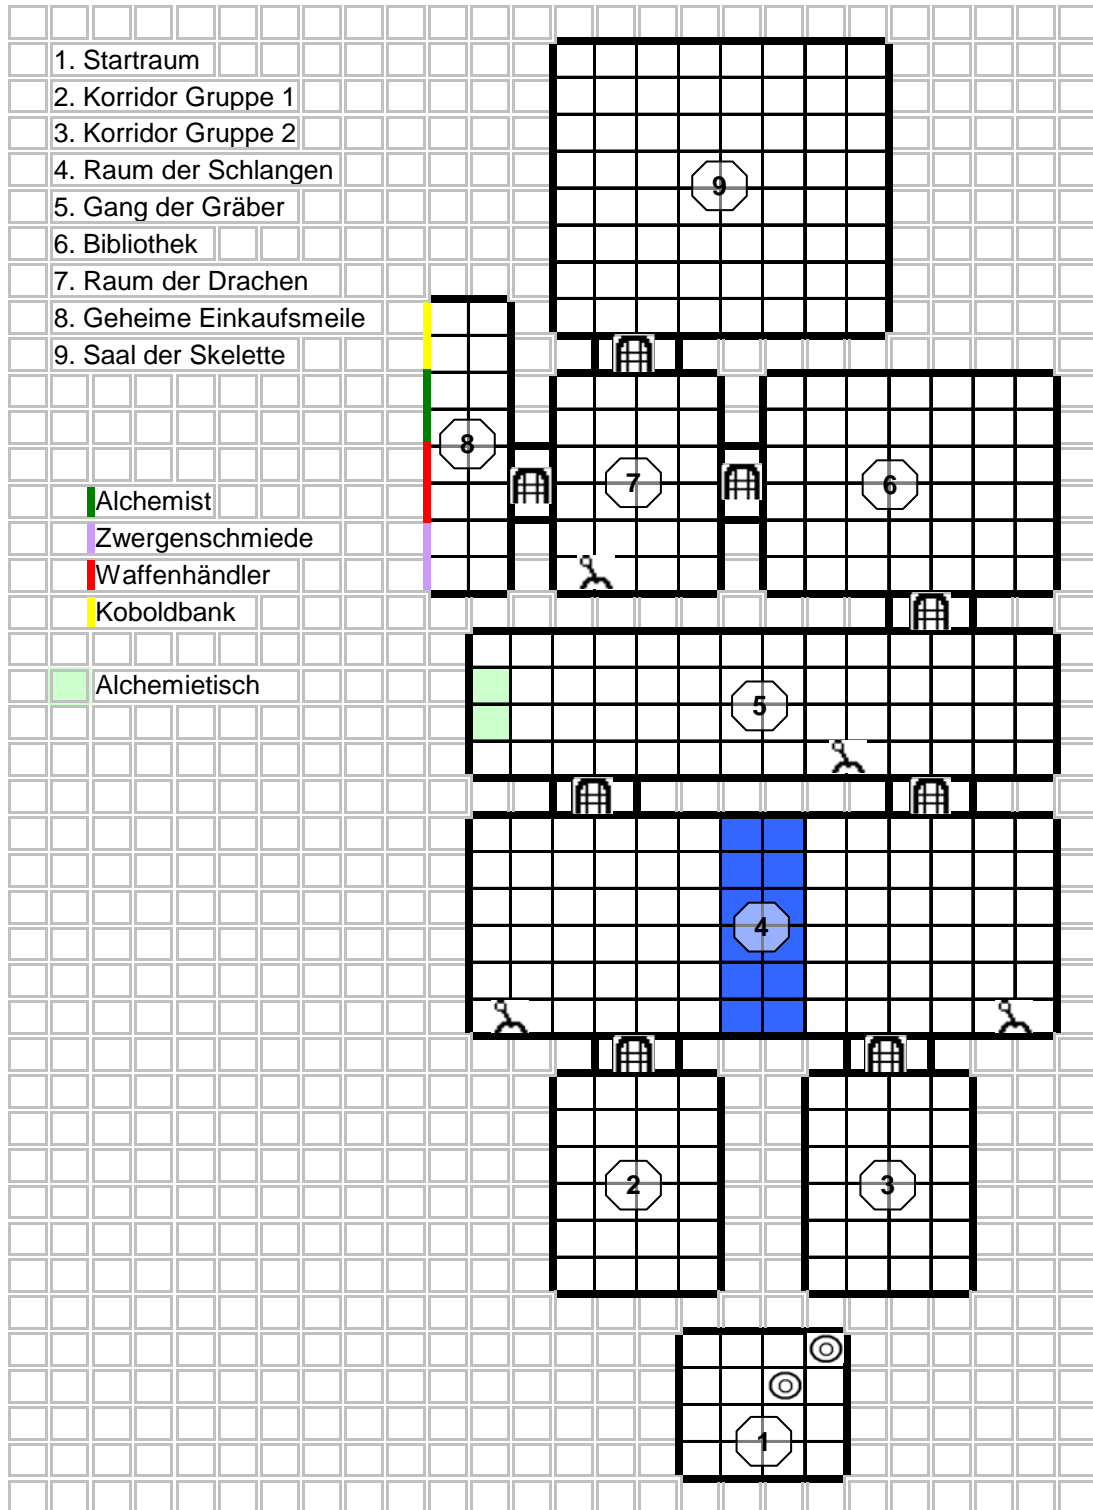 1. Startraum
2. Korridor Gruppe 1
3. Korridor Gruppe 2
4. Raum der Schlangen
5. Gang der Gräber
6. Bibliothek
7. Raum der Drachen
8. Geheime Einkaufsmeile
9. Saal der Skelette
Alchemist
Zwergenschmiede
Waffenhändler
Koboldbank
Alchemietisch
9
8
7
6
5
4
2
3
1